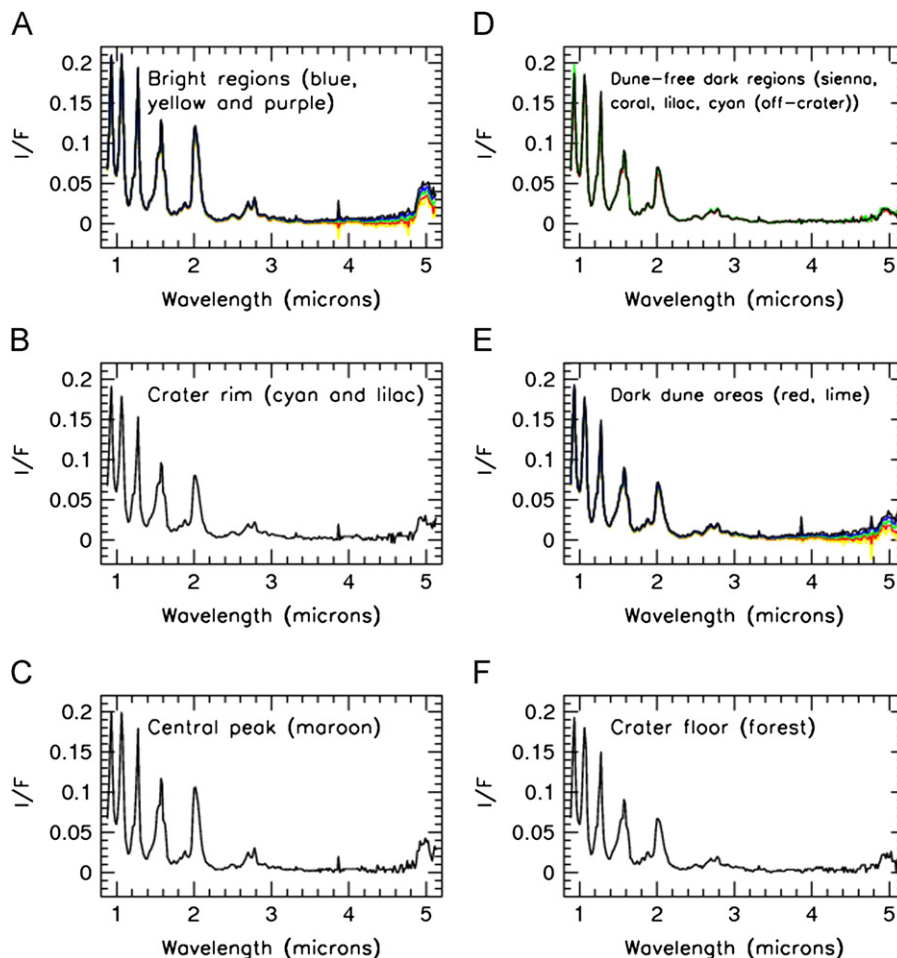 A
Bright regions (blue,
yellow and purple)
I/F
0.2
0.15
0.1
0.05
0
1 2 3 4 5
Wavelength (microns)
D
Dune-free dark regions (sienna,
coral, lilac, cyan (off-crater))
I/F
0.2
0.15
0.1
0.05
0
1 2 3 4 5
Wavelength (microns)
B
Crater rim (cyan and lilac)
I/F
0.2
0.15
0.1
0.05
0
1 2 3 4 5
Wavelength (microns)
E
Dark dune areas (red, lime)
I/F
0.2
0.15
0.1
0.05
0
1 2 3 4 5
Wavelength (microns)
C
Central peak (maroon)
I/F
0.2
0.15
0.1
0.05
0
1 2 3 4 5
Wavelength (microns)
F
Crater floor (forest)
I/F
0.2
0.15
0.1
0.05
0
1 2 3 4 5
Wavelength (microns)